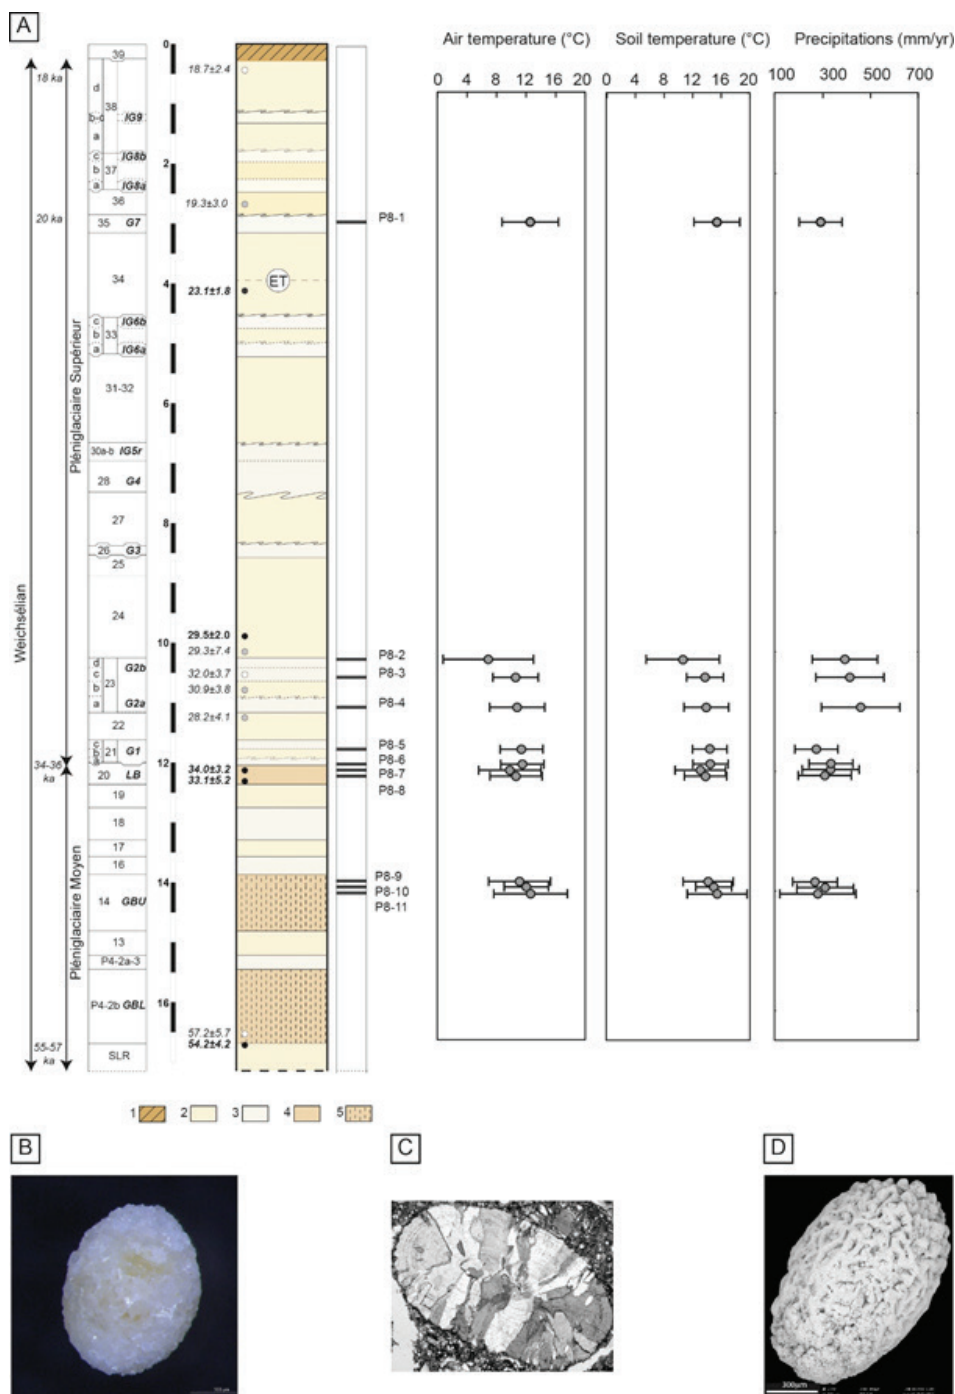 A
Air temperature (°C)
Soil temperature (°C)
Precipitations (mm/yr)
0 4 8 12 16 20
0 4 8 12 16 20
100 300 500 700
Weichsélian
Pléniglaciaire Supérieur
Pléniglaciaire Moyen
18 ka
20 ka
34-36 ka
55-57 ka
39
d
38
b-c IG9
a
c IG8b
b 37
a IG8a
36
35 G7
34
c IG6b
b 33
a IG6a
31-32
30a-b IG5r
28 G4
27
26 G3
25
24
d
c G2b
b 23
a G2a
22
c
b 21 G1
a
20 LB
19
18
17
16
14 GBU
13
P4-2a-3
P4-2b GBL
SLR
0
2
4
6
8
10
12
14
16
18.7±2.4
19.3±3.0
ET
23.1±1.8
29.5±2.0
29.3±7.4
32.0±3.7
30.9±3.8
28.2±4.1
34.0±3.2
33.1±5.2
57.2±5.7
54.2±4.2
P8-1
P8-2
P8-3
P8-4
P8-5
P8-6
P8-7
P8-8
P8-9
P8-10
P8-11
1 2 3 4 5
B
C
D
300µm